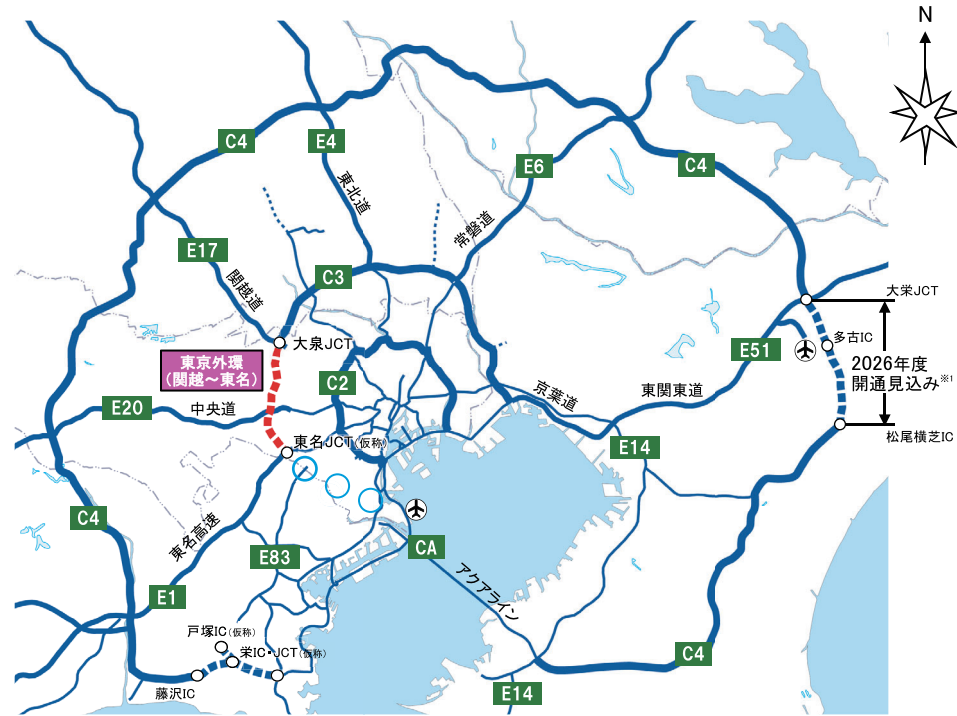 N
C4
E4
E6
C4
東北道
常磐道
E17
関越道
C3
大栄JCT
大泉JCT
多古IC
東京外環
（関越～東名）
E51
2026年度
開通見込み※1
C2
京葉道
東関東道
E20
中央道
東名JCT（仮称）
松尾横芝IC
E14
C4
東名高速
E83
CA
アクアライン
E1
戸塚IC（仮称）
栄IC・JCT（仮称）
C4
藤沢IC
E14